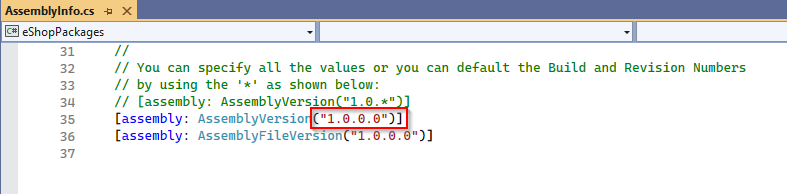 AssemblyInfo.cs
C# eShopPackages
31 //
32 // You can specify all the values or you can default the Build and Revision Numbers
33 // by using the '*' as shown below:
34 // [assembly: AssemblyVersion("1.0.*")]
35 [assembly: AssemblyVersion("1.0.0.0")]
36 [assembly: AssemblyFileVersion("1.0.0.0")]
37